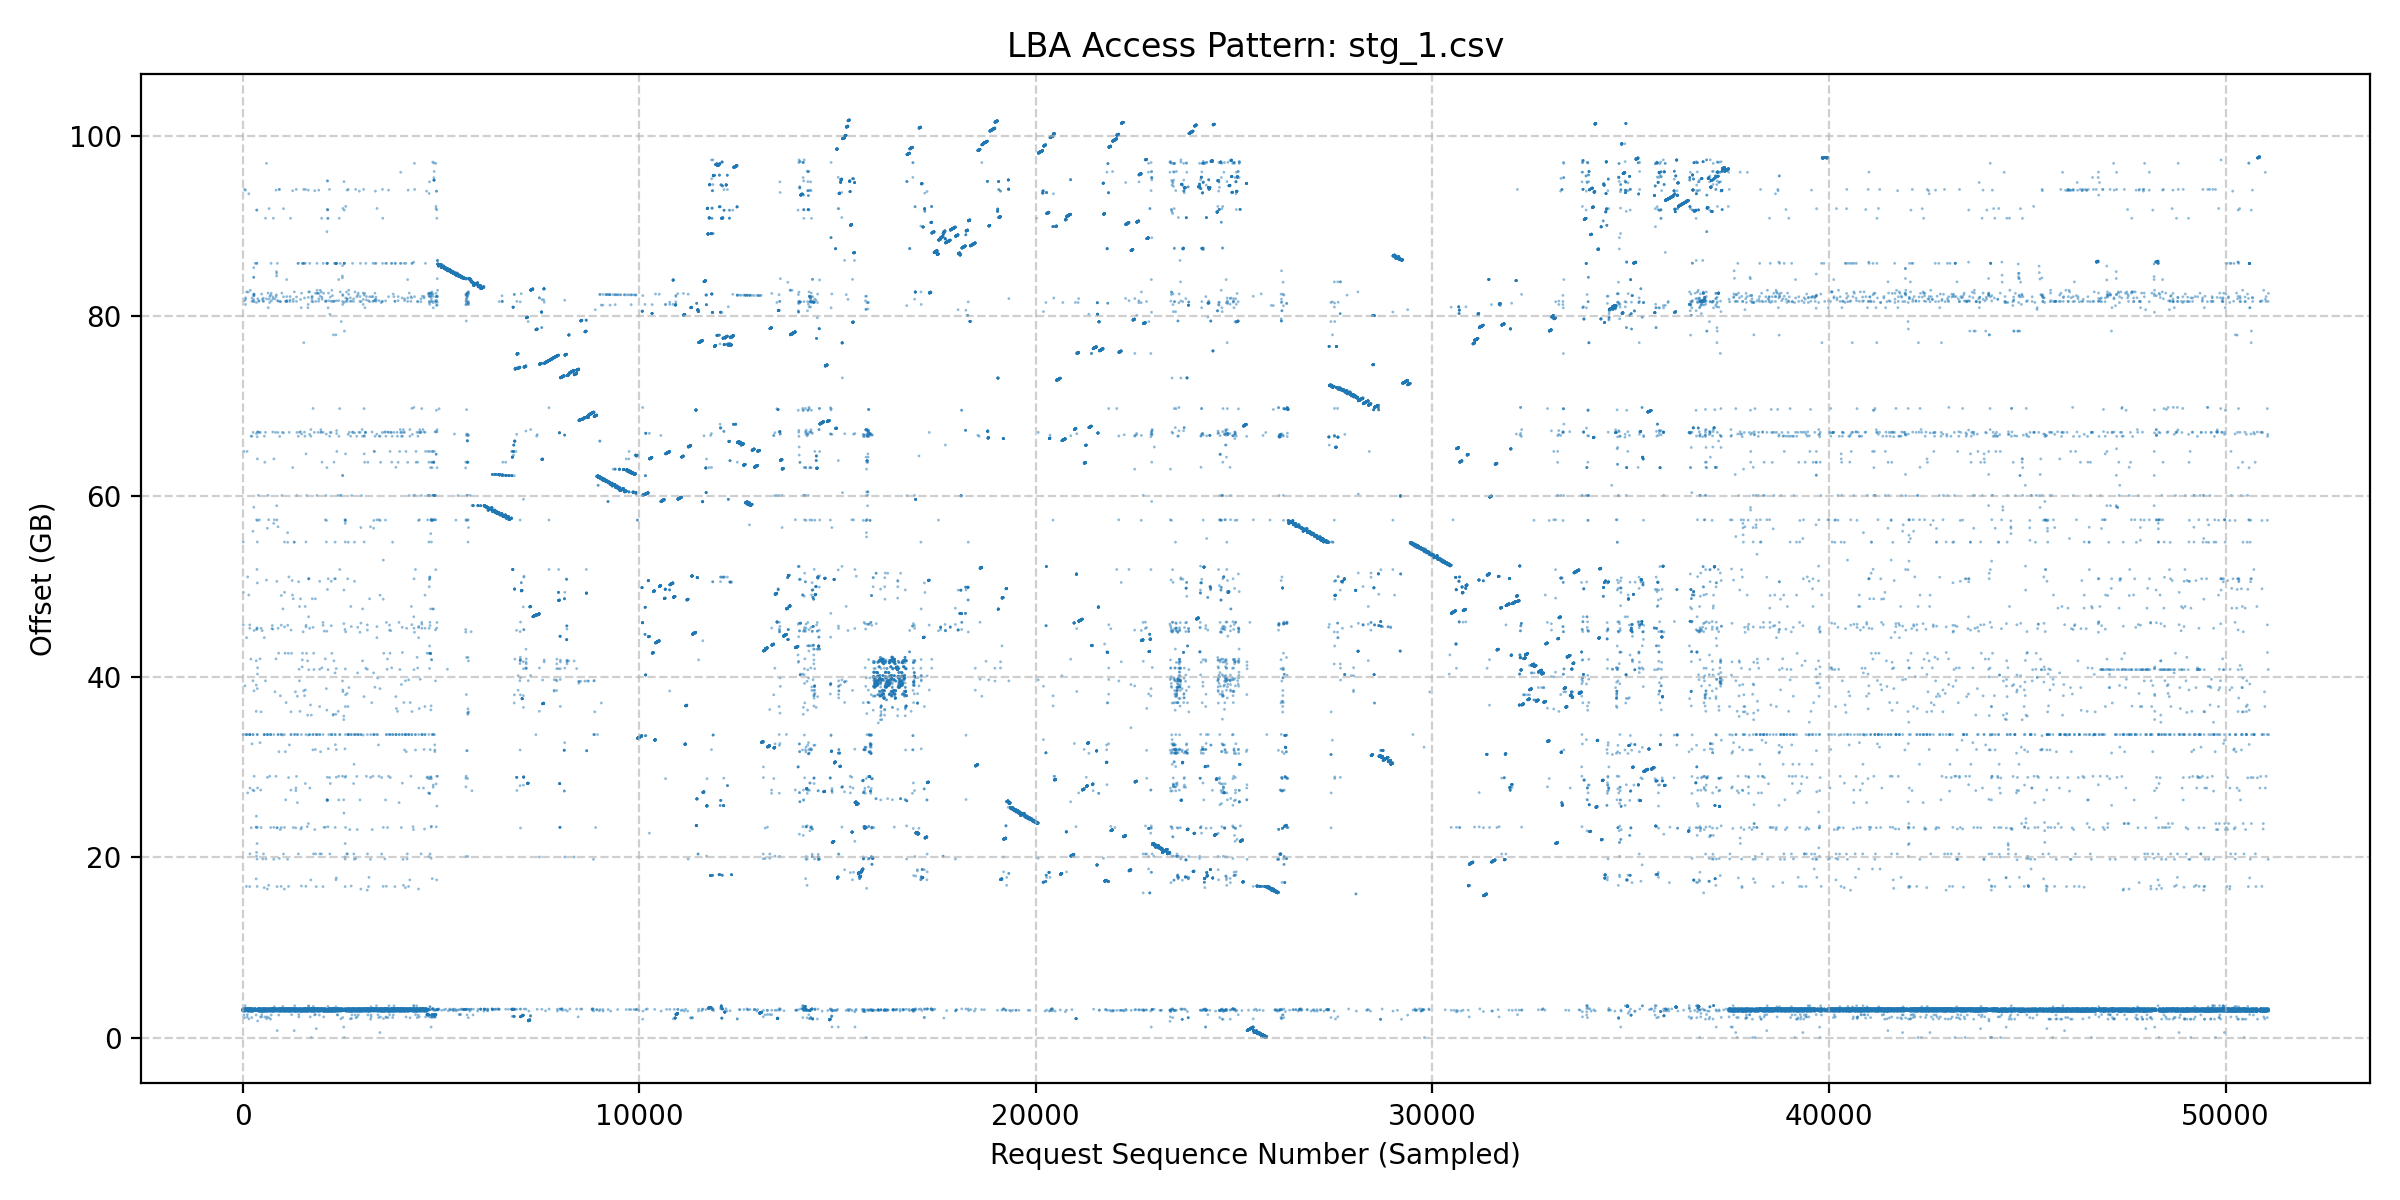 LBA Access Pattern: stg_1.csv
Offset (GB)
100
80
60
40
20
0
0 10000 20000 30000 40000 50000
Request Sequence Number (Sampled)